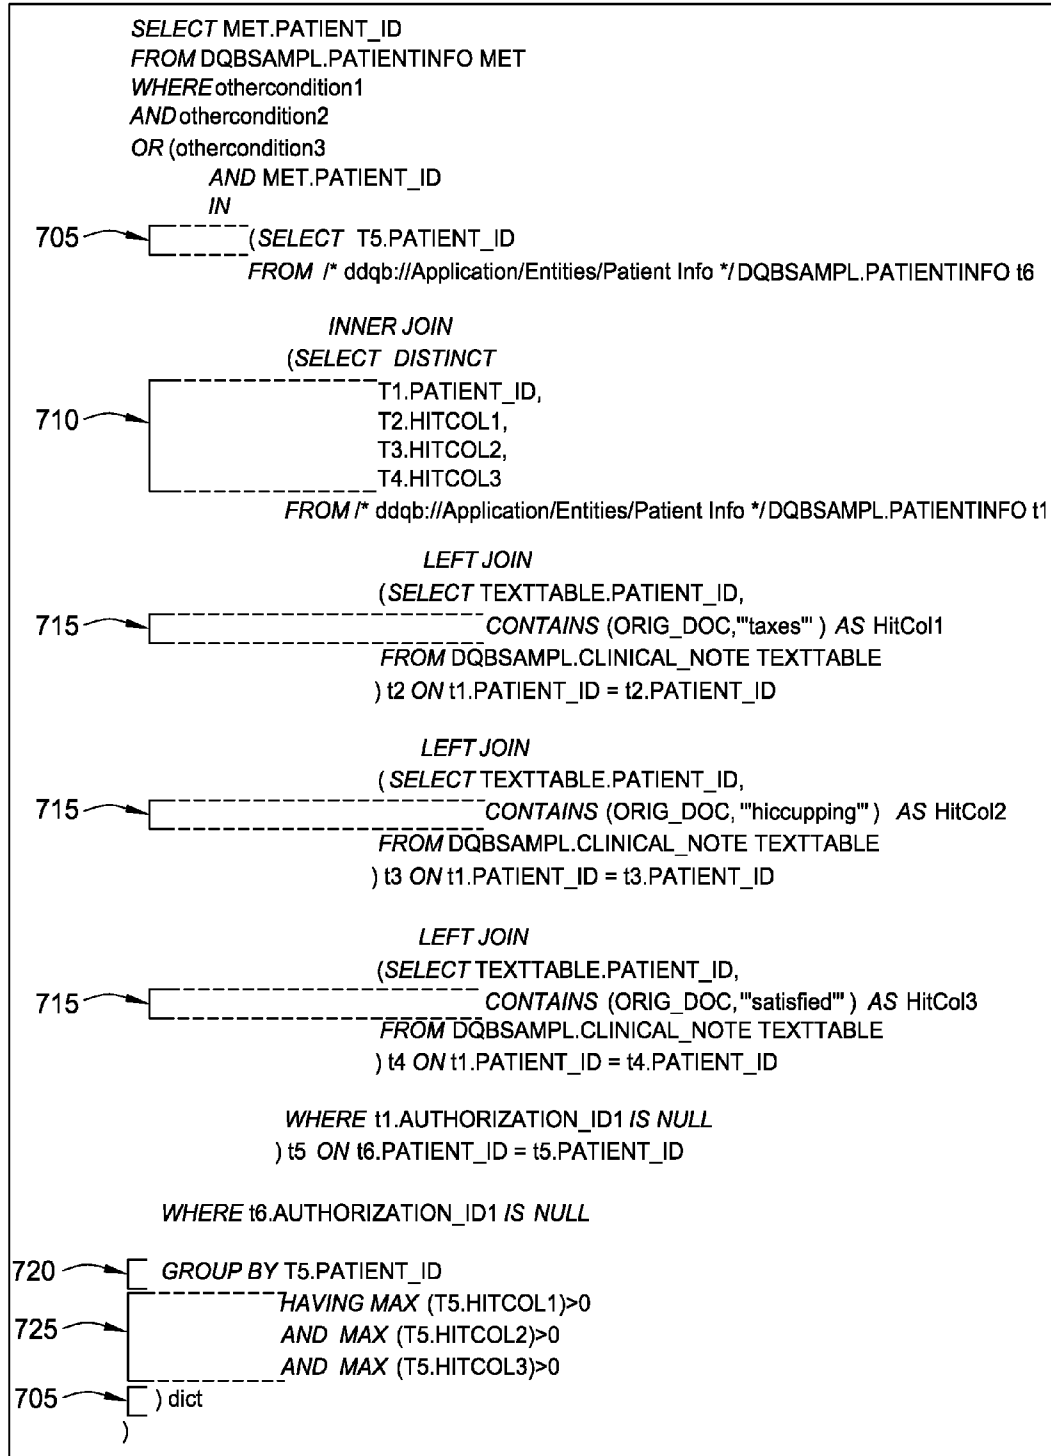 SELECT MET.PATIENT_ID
FROM DQBSAMPL.PATIENTINFO MET
WHERE othercondition1
AND othercondition2
OR (othercondition3
AND MET.PATIENT_ID
IN
705 (SELECT T5.PATIENT_ID
FROM /* ddqb://Application/Entities/Patient Info */ DQBSAMPL.PATIENTINFO t6
INNER JOIN
(SELECT DISTINCT
T1.PATIENT_ID,
710 T2.HITCOL1,
T3.HITCOL2,
T4.HITCOL3
FROM /* ddqb://Application/Entities/Patient Info */ DQBSAMPL.PATIENTINFO t1
LEFT JOIN
(SELECT TEXTTABLE.PATIENT_ID,
715 CONTAINS (ORIG_DOC,'"taxes"' ) AS HitCol1
FROM DQBSAMPL.CLINICAL_NOTE TEXTTABLE
) t2 ON t1.PATIENT_ID = t2.PATIENT_ID
LEFT JOIN
( SELECT TEXTTABLE.PATIENT_ID,
715 CONTAINS (ORIG_DOC, '"hiccupping"' ) AS HitCol2
FROM DQBSAMPL.CLINICAL_NOTE TEXTTABLE
) t3 ON t1.PATIENT_ID = t3.PATIENT_ID
LEFT JOIN
(SELECT TEXTTABLE.PATIENT_ID,
715 CONTAINS (ORIG_DOC,'"satisfied"' ) AS HitCol3
FROM DQBSAMPL.CLINICAL_NOTE TEXTTABLE
) t4 ON t1.PATIENT_ID = t4.PATIENT_ID
WHERE t1.AUTHORIZATION_ID1 IS NULL
) t5 ON t6.PATIENT_ID = t5.PATIENT_ID
WHERE t6.AUTHORIZATION_ID1 IS NULL
720 GROUP BY T5.PATIENT_ID
HAVING MAX (T5.HITCOL1)>0
725 AND MAX (T5.HITCOL2)>0
AND MAX (T5.HITCOL3)>0
705 ) dict
)